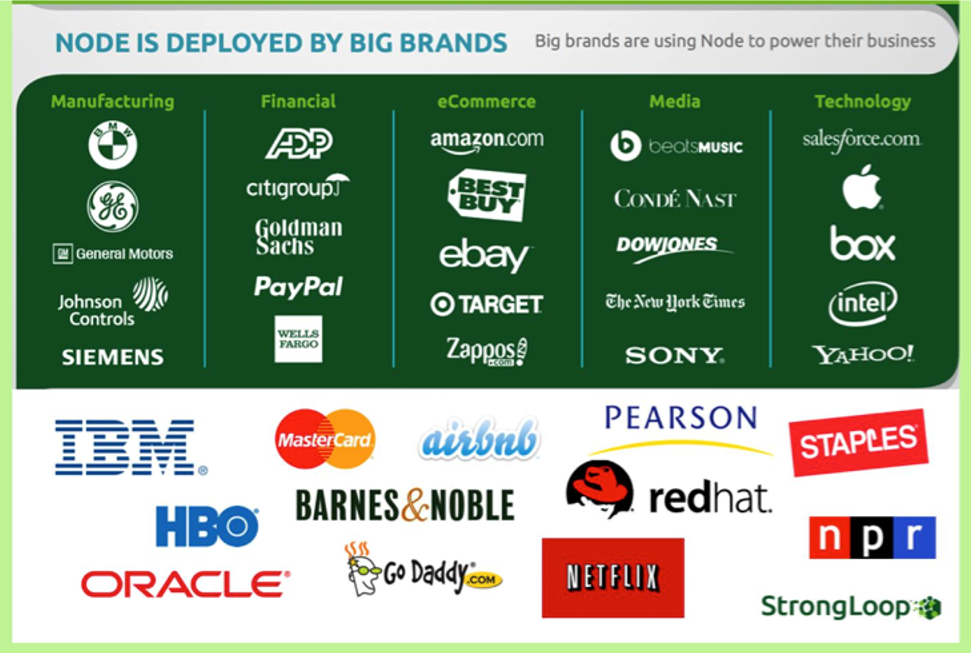 NODE IS DEPLOYED BY BIG BRANDS
Big brands are using Node to power their business
Manufacturing
BMW
GE
GM General Motors
Johnson
Controls
SIEMENS
Financial
ADP
citigroup
Goldman
Sachs
PayPal
WELLS
FARGO
eCommerce
amazon.com
BEST
BUY
ebay
TARGET
Zappos
.com
Media
b beatsMUSIC
CONDÉ NAST
DOWJONES
The New York Times
SONY
Technology
salesforce.com
box
intel
YAHOO!
IBM®
MasterCard
airbnb
PEARSON
STAPLES
HBO®
BARNES&NOBLE
redhat.
npr
ORACLE®
Go Daddy®.COM
NETFLIX
StrongLoop